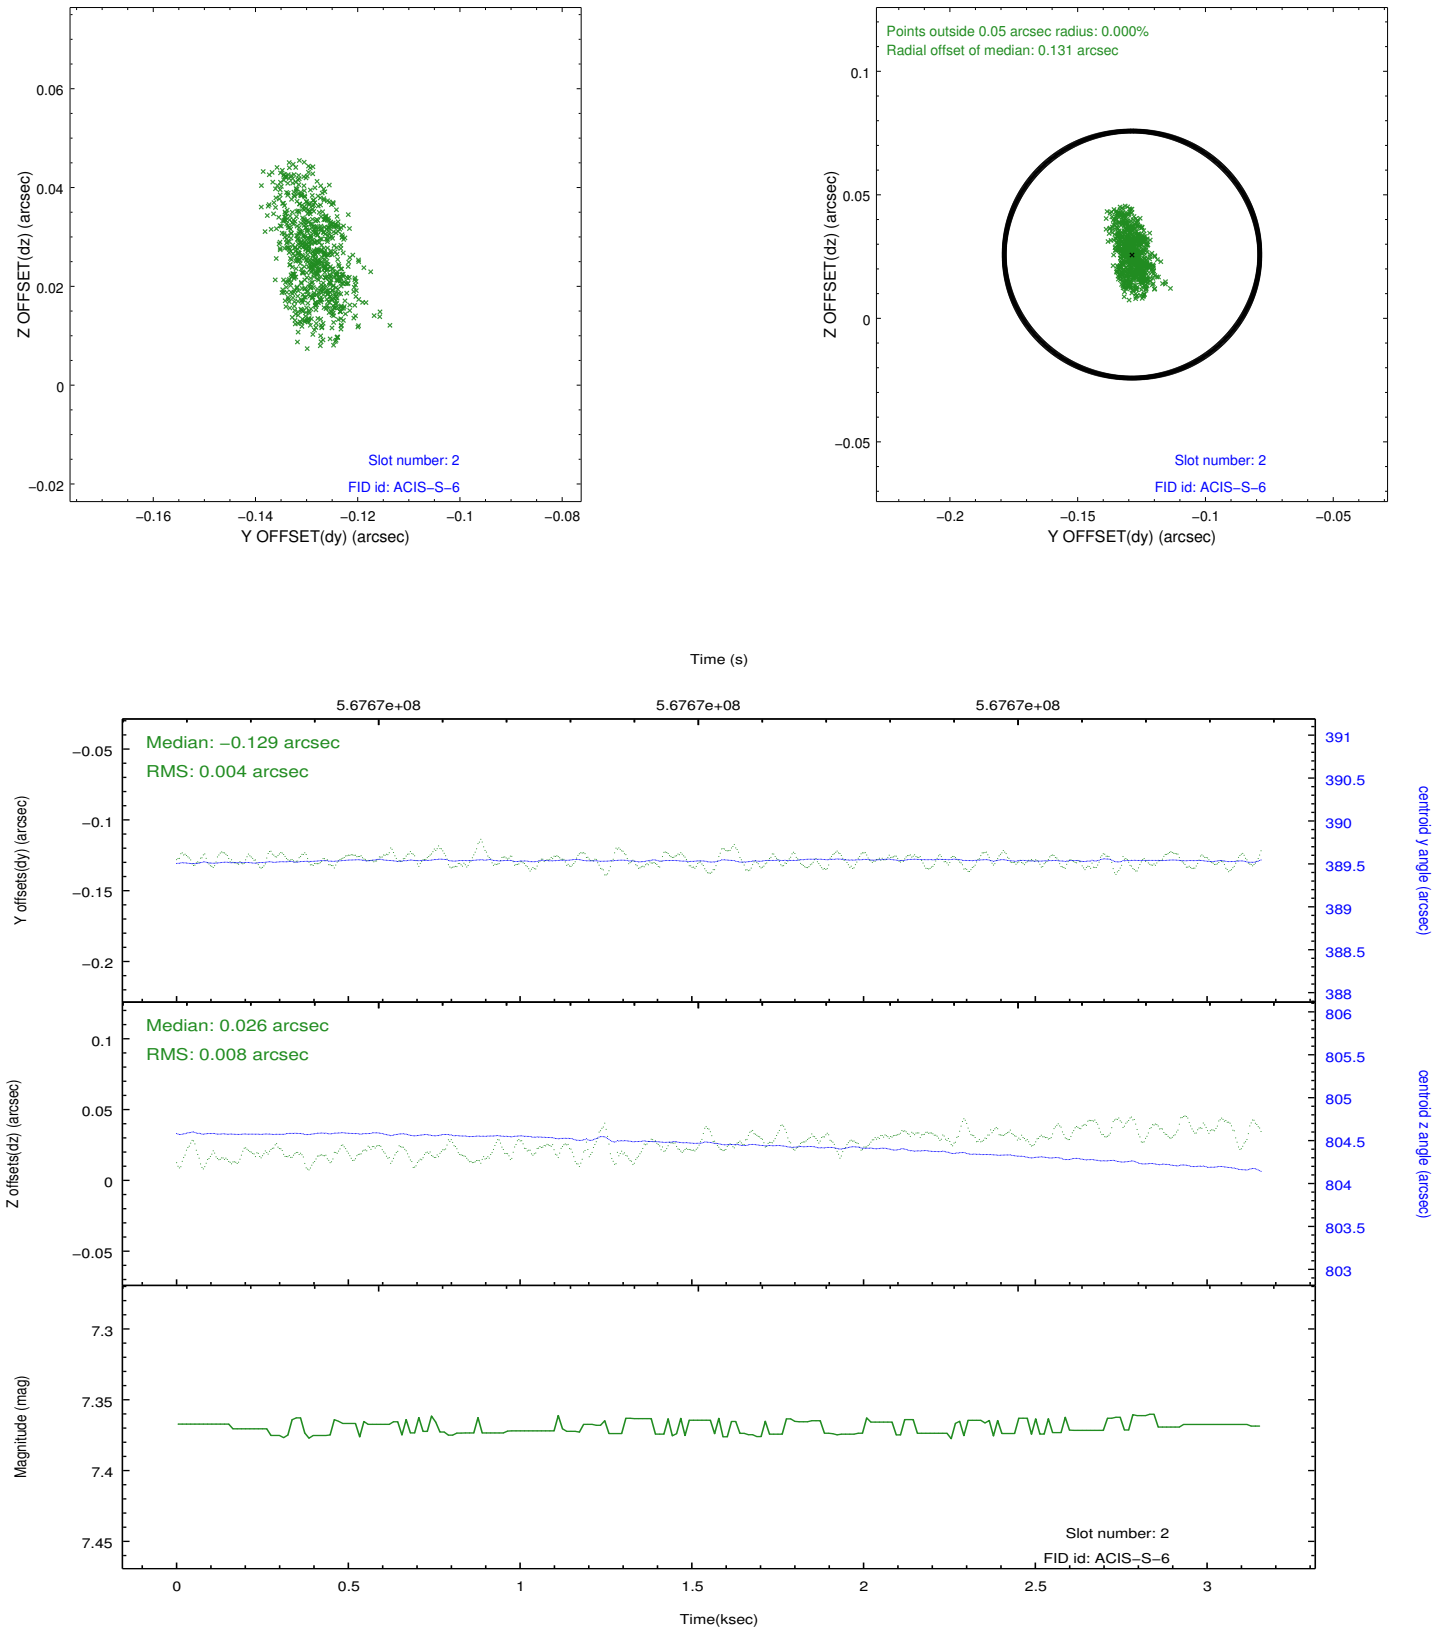 Z OFFSET(dz) (arcsec)
0.06
0.04
0.02
0
−0.02
Slot number: 2
FID id: ACIS−S−6
−0.16
−0.14
−0.12
−0.1
−0.08
Y OFFSET(dy) (arcsec)
Points outside 0.05 arcsec radius: 0.000%
Radial offset of median: 0.131 arcsec
Z OFFSET(dz) (arcsec)
0.1
0.05
0
−0.05
Slot number: 2
FID id: ACIS−S−6
−0.2
−0.15
−0.1
−0.05
Y OFFSET(dy) (arcsec)
Time (s)
5.6767e+08
5.6767e+08
5.6767e+08
Median: −0.129 arcsec
RMS: 0.004 arcsec
Y offsets(dy) (arcsec)
−0.05
−0.1
−0.15
−0.2
391
390.5
390
389.5
389
388.5
388
centroid y angle (arcsec)
Median: 0.026 arcsec
RMS: 0.008 arcsec
Z offsets(dz) (arcsec)
0.1
0.05
0
−0.05
806
805.5
805
804.5
804
803.5
803
centroid z angle (arcsec)
Magnitude (mag)
7.3
7.35
7.4
7.45
Slot number: 2
FID id: ACIS−S−6
0
0.5
1
1.5
2
2.5
3
Time(ksec)